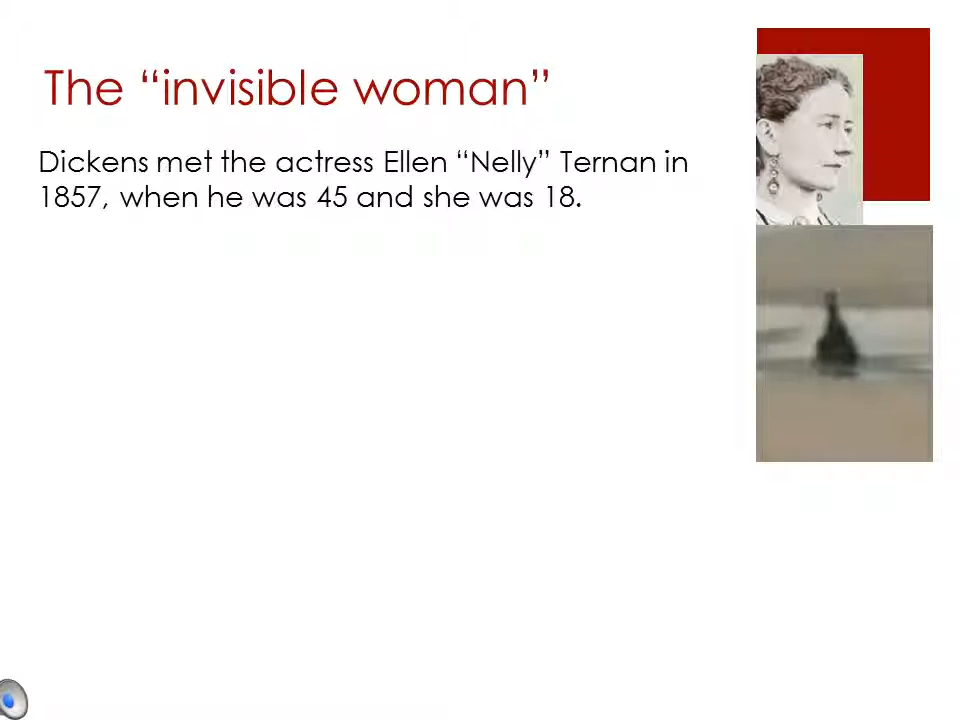 The “invisible woman”
Dickens met the actress Ellen “Nelly” Ternan in
1857, when he was 45 and she was 18.